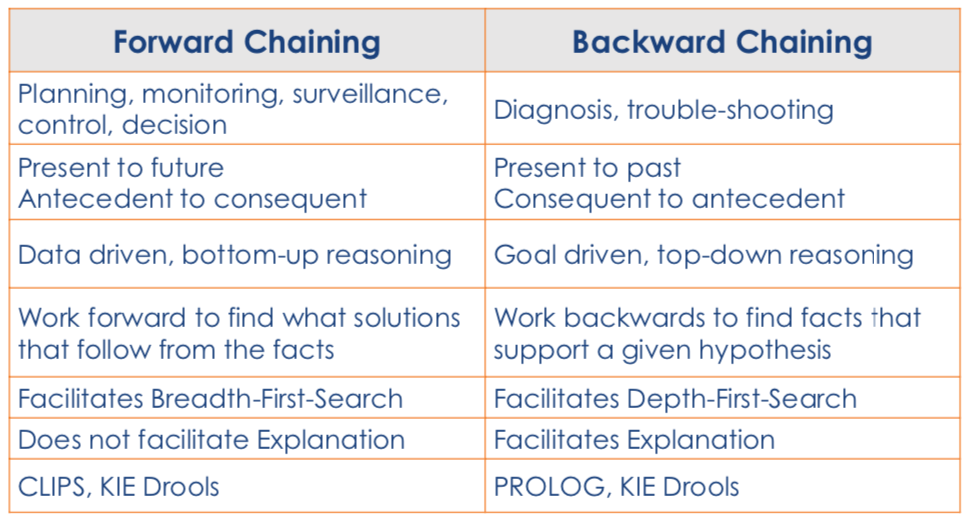 Forward Chaining
Backward Chaining
Planning, monitoring, surveillance,
control, decision
Diagnosis, trouble-shooting
Present to future
Antecedent to consequent
Present to past
Consequent to antecedent
Data driven, bottom-up reasoning
Goal driven, top-down reasoning
Work forward to find what solutions
that follow from the facts
Work backwards to find facts that
support a given hypothesis
Facilitates Breadth-First-Search
Facilitates Depth-First-Search
Does not facilitate Explanation
Facilitates Explanation
CLIPS, KIE Drools
PROLOG, KIE Drools